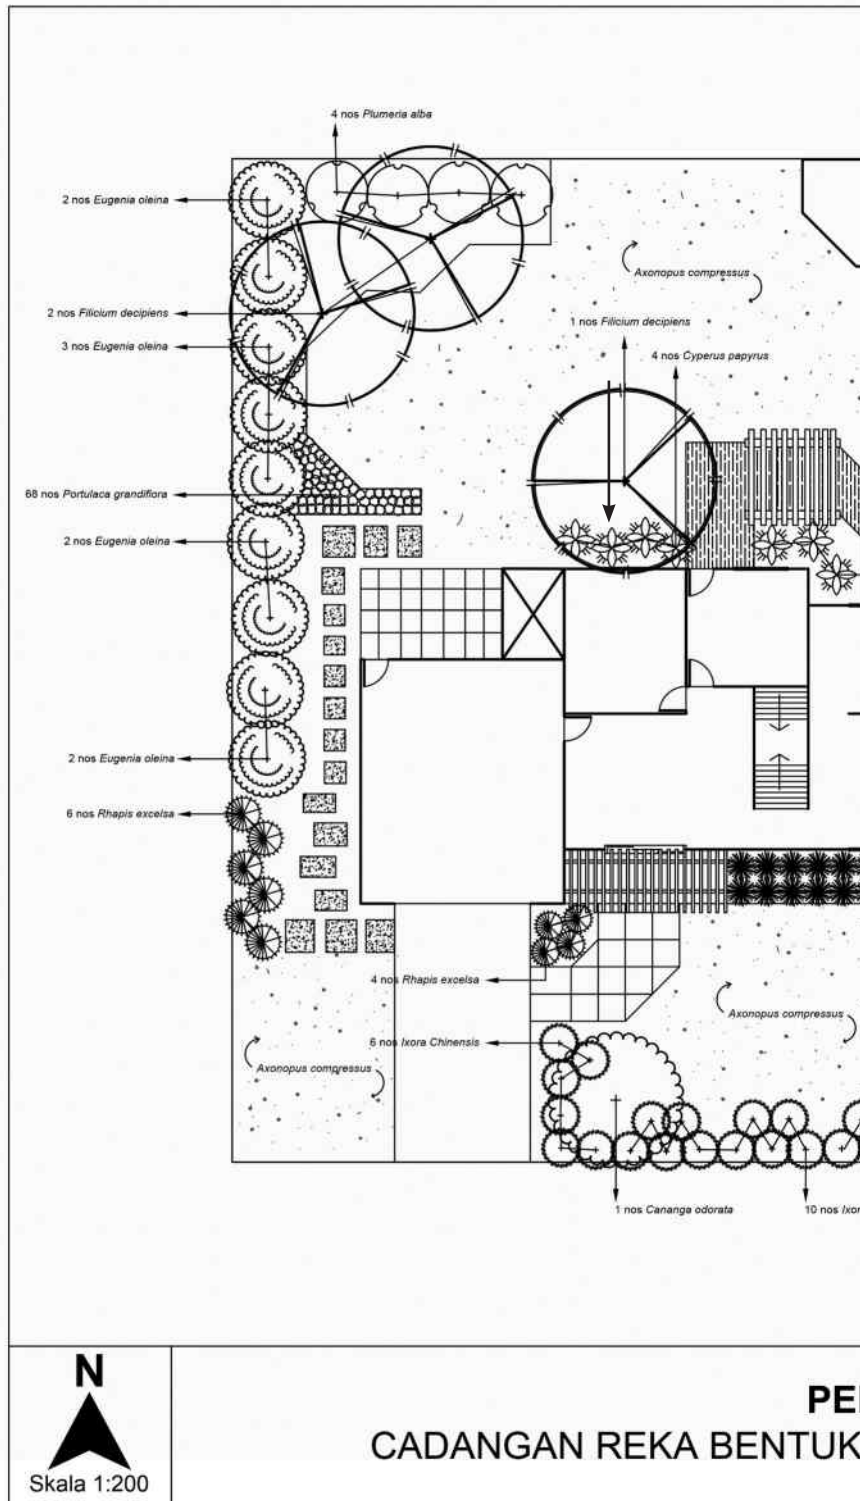 4 nos Plumeria alba
2 nos Eugenia oleina
Axonopus compressus
2 nos Filicium decipiens
1 nos Filicium decipiens
3 nos Eugenia oleina
4 nos Cyperus papyrus
68 nos Portulaca grandiflora
2 nos Eugenia oleina
2 nos Eugenia oleina
6 nos Rhapis excelsa
4 nos Rhapis excelsa
Axonopus compressus
6 nos Ixora Chinensis
Axonopus compressus
1 nos Cananga odorata
10 nos
N
Skala 1:200
CADANGAN REKA BENTUK